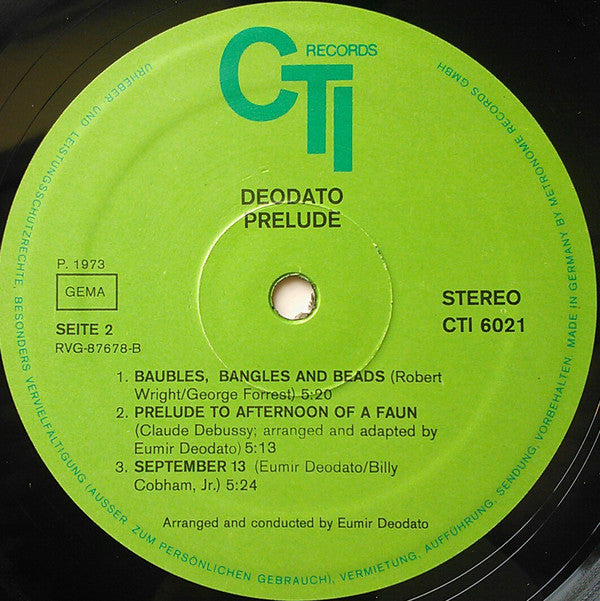 CTI RECORDS
DEODATO
PRELUDE
P. 1973
GEMA
SEITE 2
RVG-87678-B
STEREO
CTI 6021
1. BAUBLES, BANGLES AND BEADS (Robert
Wright/George Forrest) 5:20
2. PRELUDE TO AFTERNOON OF A FAUN
(Claude Debussy; arranged and adapted by
Eumir Deodato) 5:13
3. SEPTEMBER 13 (Eumir Deodato/Billy
Cobham, Jr.) 5:24
Arranged and conducted by Eumir Deodato
URHEBER UND LEISTUNGSSCHUTZRECHTE, BESONDERS VERVIELFÄLTIGUNG (AUSSER ZUM PERSÖNLICHEN GEBRAUCH), VERMIETUNG, AUFFÜHRUNG, SENDUNG, VORBEHALTEN. MADE IN GERMANY BY METRONOME RECORDS GMBH